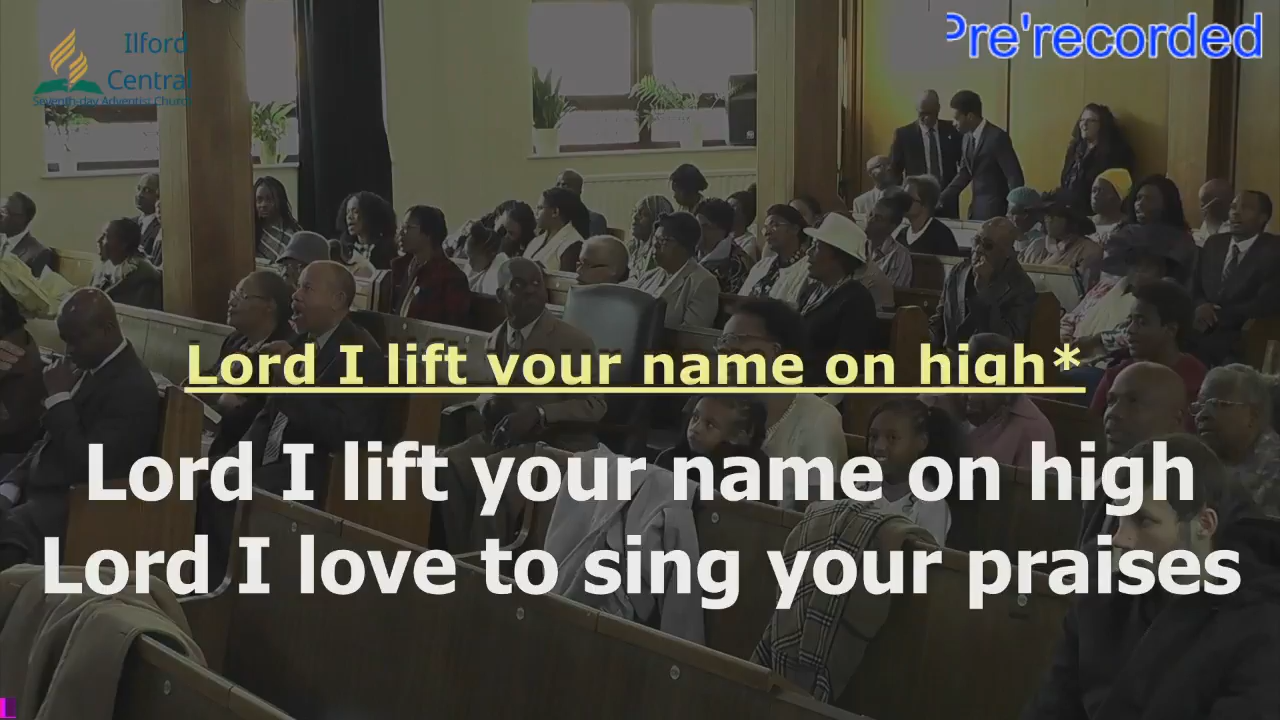 Ilford
Central
Seventh-day Adventist Church
Pre'recorded
Lord I lift your name on high*
Lord I lift your name on high
Lord I love to sing your praises